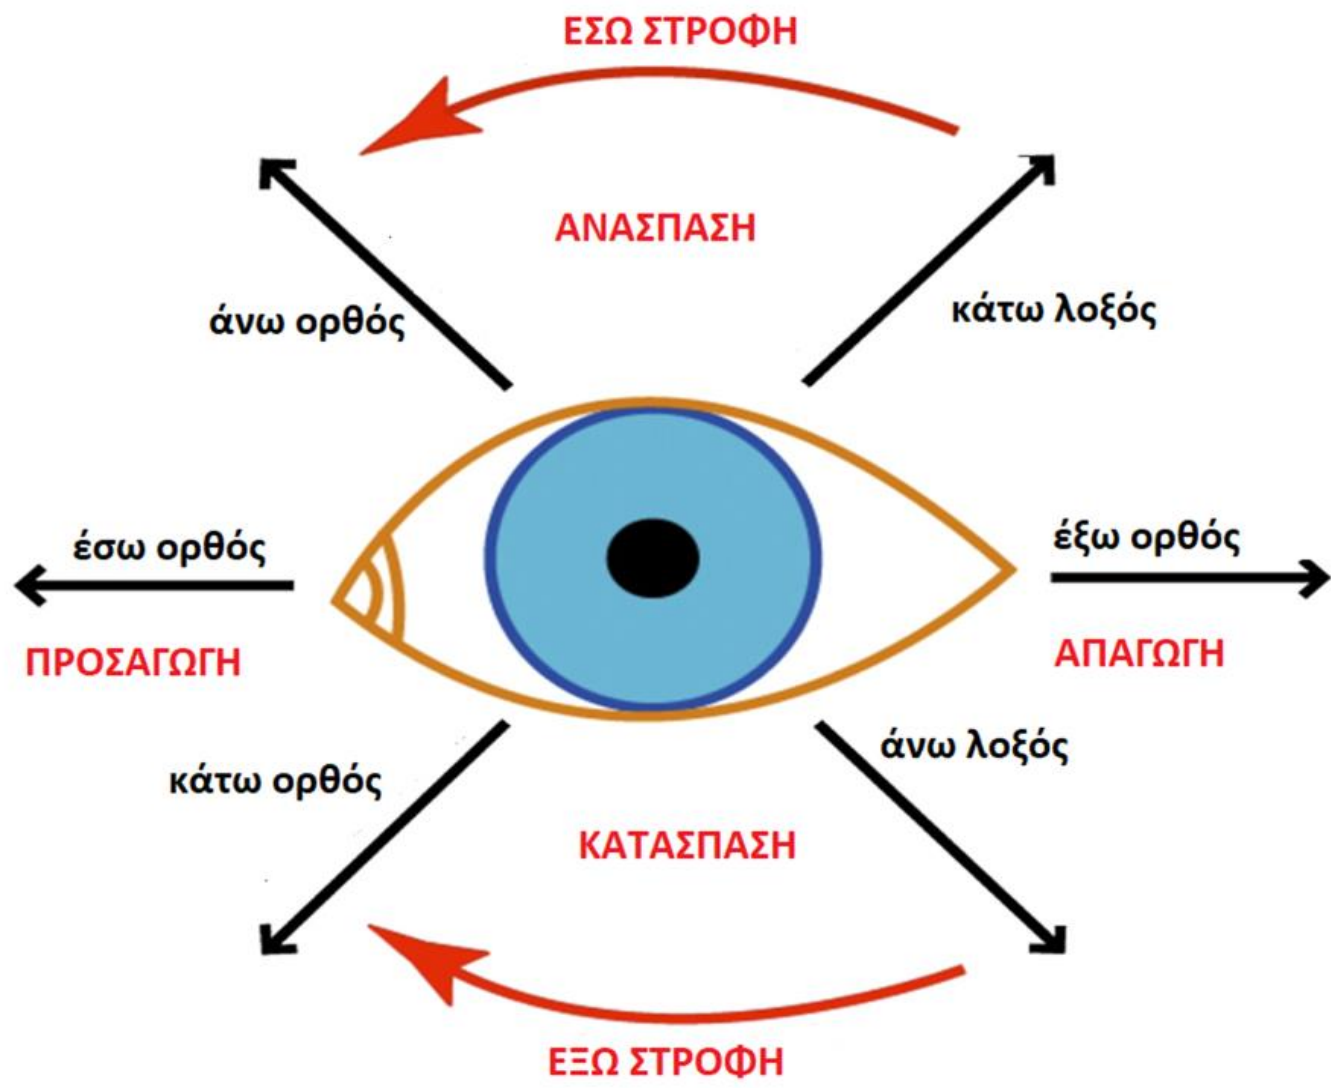 ΕΣΩ ΣΤΡΟΦΗ
ΑΝΑΣΠΑΣΗ
άνω ορθός
κάτω λοξός
έσω ορθός
έξω ορθός
ΠΡΟΣΑΓΩΓΗ
ΑΠΑΓΩΓΗ
κάτω ορθός
άνω λοξός
ΚΑΤΑΣΠΑΣΗ
ΕΞΩ ΣΤΡΟΦΗ